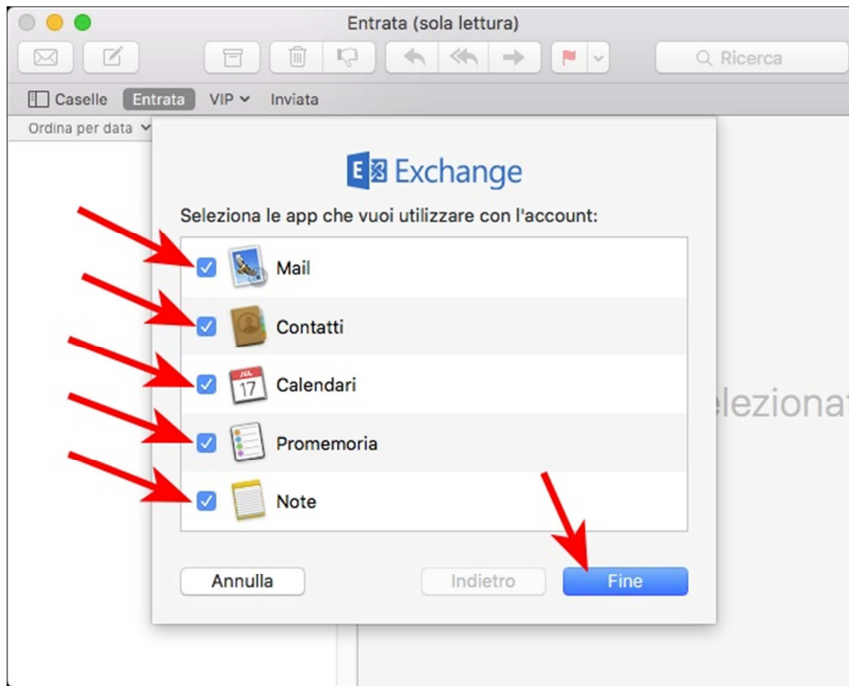 Entrata (sola lettura)
Ricerca
Caselle Entrata VIP Inviata
Ordina per data
E Exchange
Seleziona le app che vuoi utilizzare con l'account:
Mail
Contatti
JUL 17 Calendari
Promemoria
Note
Annulla Indietro Fine